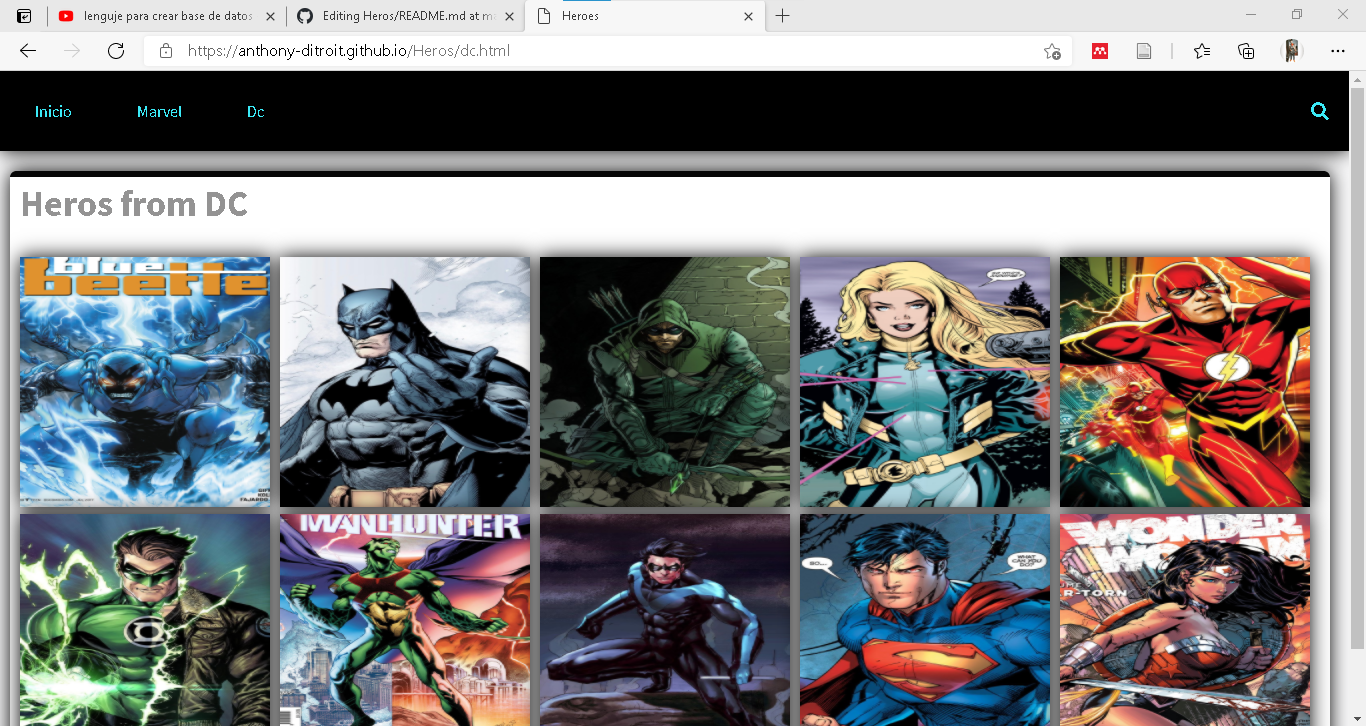 lenguje para crear base de datos
Editing Heros/README.md at m
Heroes
https://anthony-ditroit.github.io/Heros/dc.html
Inicio
Marvel
Dc
Heros from DC
blue
beetle
MANHUNTER
SO...
WHAT CAN YOU DO?
WONDER
R-TORN